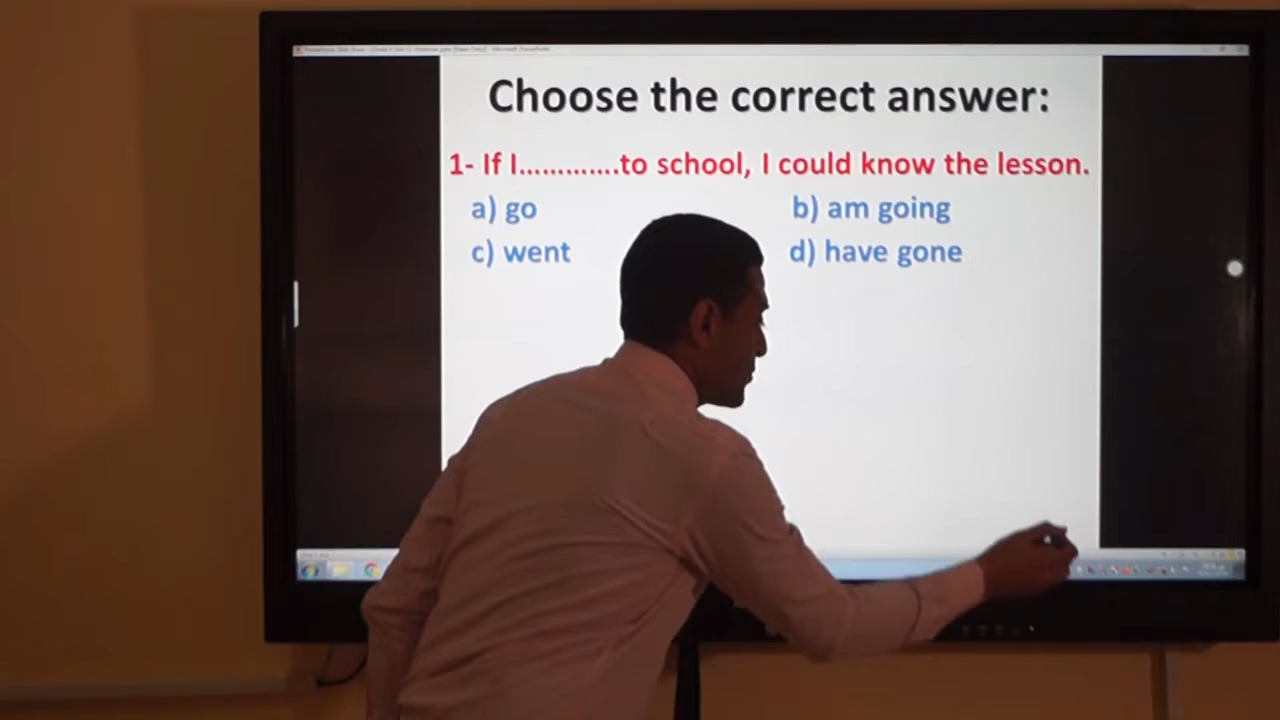 Choose the correct answer:
1- If I.............to school, I could know the lesson.
a) go b) am going
c) went d) have gone